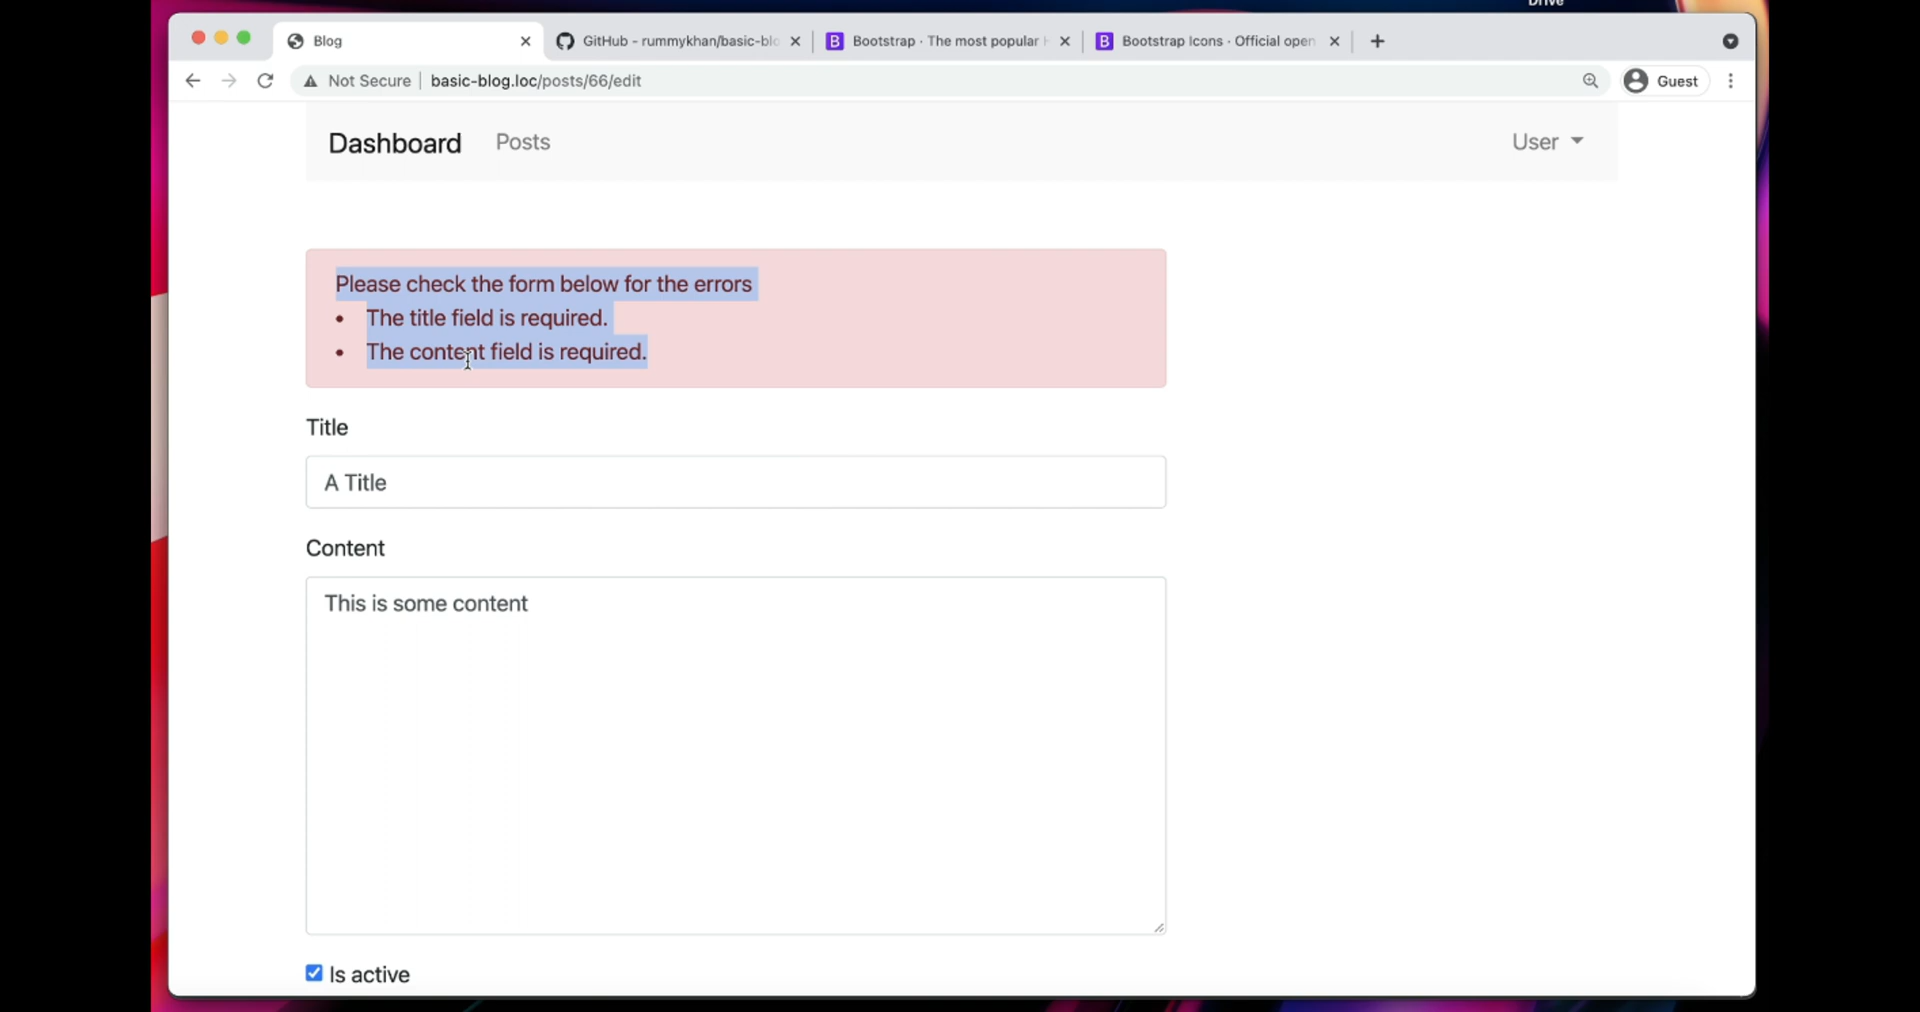 Drive
Blog
GitHub - rummykhan/basic-blo
Bootstrap · The most popular H
Bootstrap Icons · Official open
Not Secure
basic-blog.loc/posts/66/edit
Guest
Dashboard
Posts
User
Please check the form below for the errors
• The title field is required.
• The content field is required.
Title
A Title
Content
This is some content
Is active